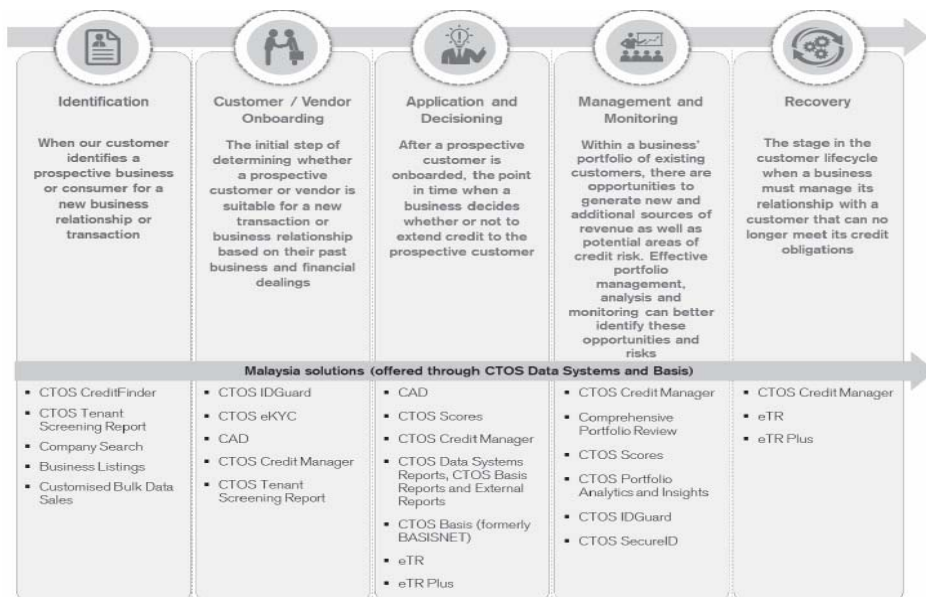 Identification
When our customer
identifies a
prospective business
or consumer for a
new business
relationship or
transaction
Customer / Vendor
Onboarding
The initial step of
determining whether
a prospective
customer or vendor is
suitable for a new
transaction or
business relationship
based on their past
business and financial
dealings
Application and
Decisioning
After a prospective
customer is
onboarded, the point
in time when a
business decides
whether or not to
extend credit to the
prospective customer
Management and
Monitoring
Within a business'
portfolio of existing
customers, there are
opportunities to
generate new and
additional sources of
revenue as well as
potential areas of
credit risk. Effective
portfolio
management,
analysis and
monitoring can better
identify these
opportunities and
risks
Recovery
The stage in the
customer lifecycle
when a business
must manage its
relationship with a
customer that can no
longer meet its credit
obligations
Malaysia solutions (offered through CTOS Data Systems and Basis)
▪ CTOS CreditFinder
▪ CTOS Tenant
Screening Report
▪ Company Search
▪ Business Listings
▪ Customised Bulk Data
Sales
▪ CTOS IDGuard
▪ CTOS eKYC
▪ CAD
▪ CTOS Credit Manager
▪ CTOS Tenant
Screening Report
▪ CAD
▪ CTOS Scores
▪ CTOS Credit Manager
▪ CTOS Data Systems
Reports, CTOS Basis
Reports and External
Reports
▪ CTOS Basis (formerly
BASISNET)
▪ eTR
▪ eTR Plus
▪ CTOS Credit Manager
▪ Comprehensive
Portfolio Review
▪ CTOS Scores
▪ CTOS Portfolio
Analytics and Insights
▪ CTOS IDGuard
▪ CTOS SecureID
▪ CTOS Credit Manager
▪ eTR
▪ eTR Plus